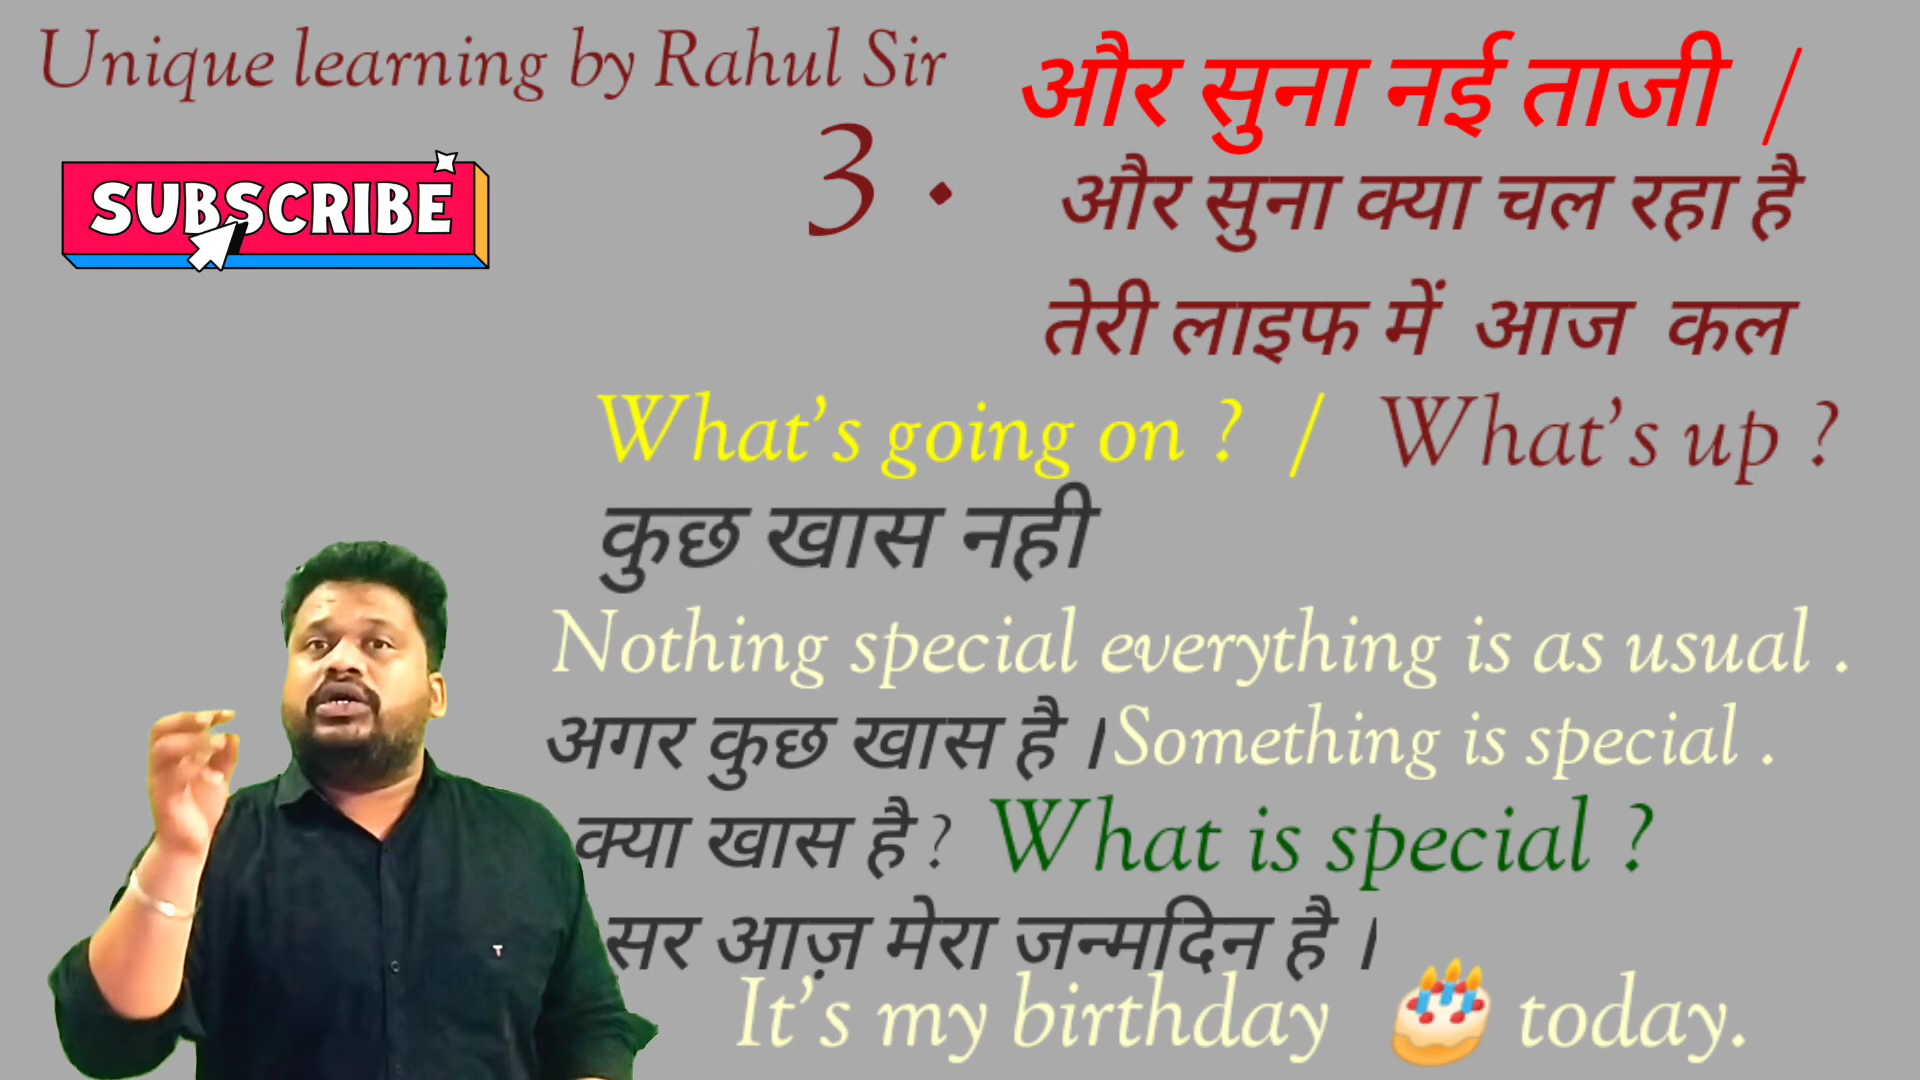 Unique learning by Rahul Sir
SUBSCRIBE
3 .
और सुना नई ताजी /
और सुना क्या चल रहा है
तेरी लाइफ में आज कल
What's going on ? / What's up ?
कुछ खास नही
Nothing special everything is as usual .
अगर कुछ खास है । Something is special .
क्या खास है ? What is special ?
सर आज़ मेरा जन्मदिन है ।
It's my birthday 🎂 today.
T